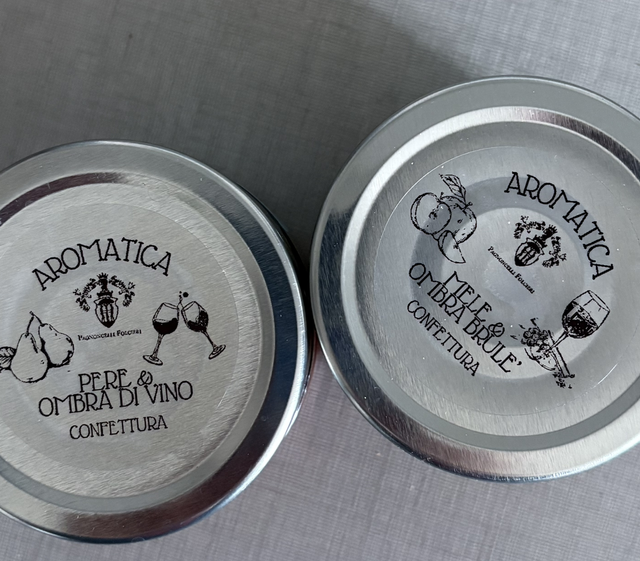 AROMATICA
PERE &
OMBRA DI VINO
CONFETTURA
AROMATICA
MELE &
OMBRA BRULE'
CONFETTURA